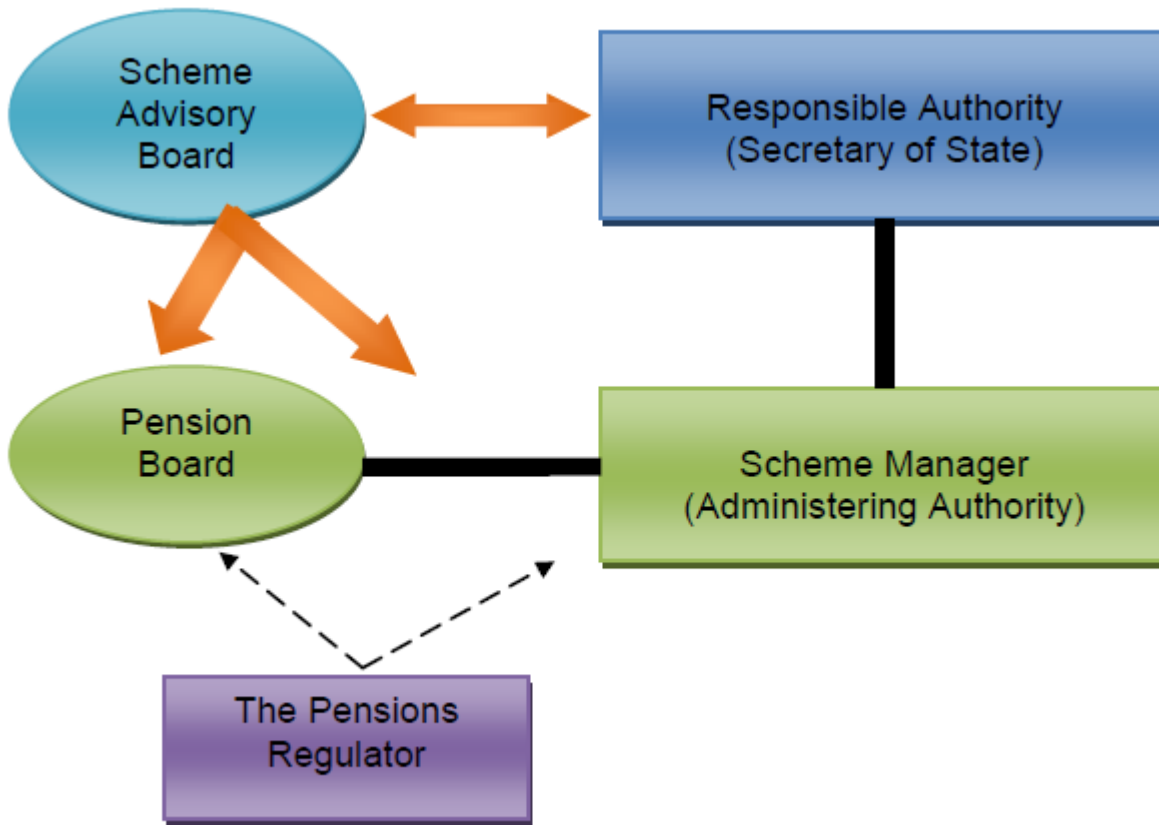 Scheme
Advisory
Board
Responsible Authority
(Secretary of State)
Pension
Board
Scheme Manager
(Administering Authority)
The Pensions
Regulator